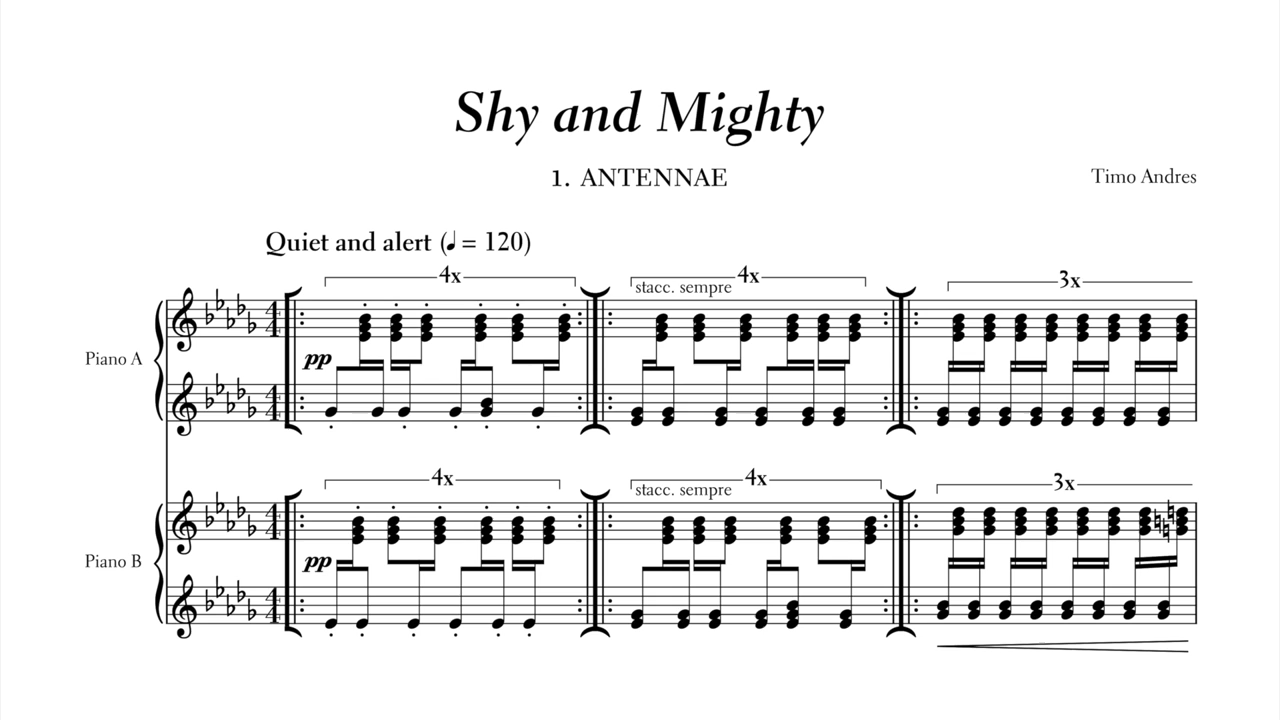 Shy and Mighty
1. ANTENNAE
Timo Andres
Quiet and alert (♩ = 120)
4x
4x
3x
stacc. sempre
Piano A
pp
4x
4x
3x
stacc. sempre
Piano B
pp